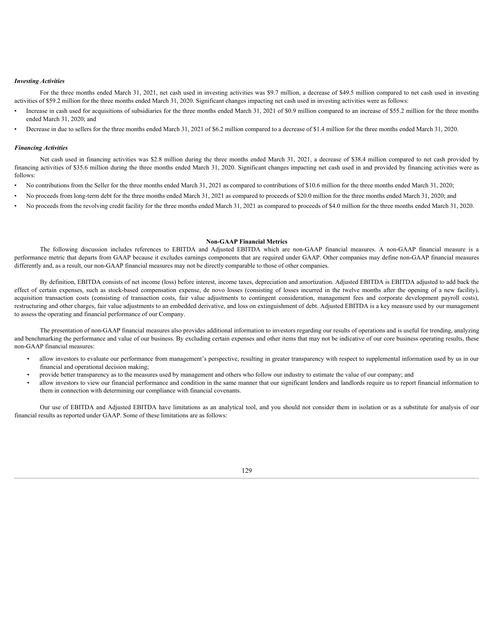 Investing Activities
For the three months ended March 31, 2021, net cash used in investing activities was $9.7 million, a decrease of $49.5 million compared to net cash used in investing
activities of $59.2 million for the three months ended March 31, 2020. Significant changes impacting net cash used in investing activities were as follows:
• Increase in cash used for acquisitions of subsidiaries for the three months ended March 31, 2021 of $0.9 million compared to an increase of $55.2 million for the three months
ended March 31, 2020; and
• Decrease in due to sellers for the three months ended March 31, 2021 of $6.2 million compared to a decrease of $1.4 million for the three months ended March 31, 2020.
Financing Activities
Net cash used in financing activities was $2.8 million during the three months ended March 31, 2021, a decrease of $38.4 million compared to net cash provided by
financing activities of $35.6 million during the three months ended March 31, 2020. Significant changes impacting net cash used in and provided by financing activities were as
follows:
• No contributions from the Seller for the three months ended March 31, 2021 as compared to contributions of $10.6 million for the three months ended March 31, 2020;
• No proceeds from long-term debt for the three months ended March 31, 2021 as compared to proceeds of $20.0 million for the three months ended March 31, 2020; and
• No proceeds from the revolving credit facility for the three months ended March 31, 2021 as compared to proceeds of $4.0 million for the three months ended March 31, 2020.
Non-GAAP Financial Metrics
The following discussion includes references to EBITDA and Adjusted EBITDA which are non-GAAP financial measures. A non-GAAP financial measure is a
performance metric that departs from GAAP because it excludes earnings components that are required under GAAP. Other companies may define non-GAAP financial measures
differently and, as a result, our non-GAAP financial measures may not be directly comparable to those of other companies.
By definition, EBITDA consists of net income (loss) before interest, income taxes, depreciation and amortization. Adjusted EBITDA is EBITDA adjusted to add back the
effect of certain expenses, such as stock-based compensation expense, de novo losses (consisting of losses incurred in the twelve months after the opening of a new facility),
acquisition transaction costs (consisting of transaction costs, fair value adjustments to contingent consideration, management fees and corporate development payroll costs),
restructuring and other charges, fair value adjustments to an embedded derivative, and loss on extinguishment of debt. Adjusted EBITDA is a key measure used by our management
to assess the operating and financial performance of our Company.
The presentation of non-GAAP financial measures also provides additional information to investors regarding our results of operations and is useful for trending, analyzing
and benchmarking the performance and value of our business. By excluding certain expenses and other items that may not be indicative of our core business operating results, these
non-GAAP financial measures:
• allow investors to evaluate our performance from management's perspective, resulting in greater transparency with respect to supplemental information used by us in our
financial and operational decision making;
• provide better transparency as to the measures used by management and others who follow our industry to estimate the value of our company; and
• allow investors to view our financial performance and condition in the same manner that our significant lenders and landlords require us to report financial information to
them in connection with determining our compliance with financial covenants.
Our use of EBITDA and Adjusted EBITDA have limitations as an analytical tool, and you should not consider them in isolation or as a substitute for analysis of our
financial results as reported under GAAP. Some of these limitations are as follows:
129